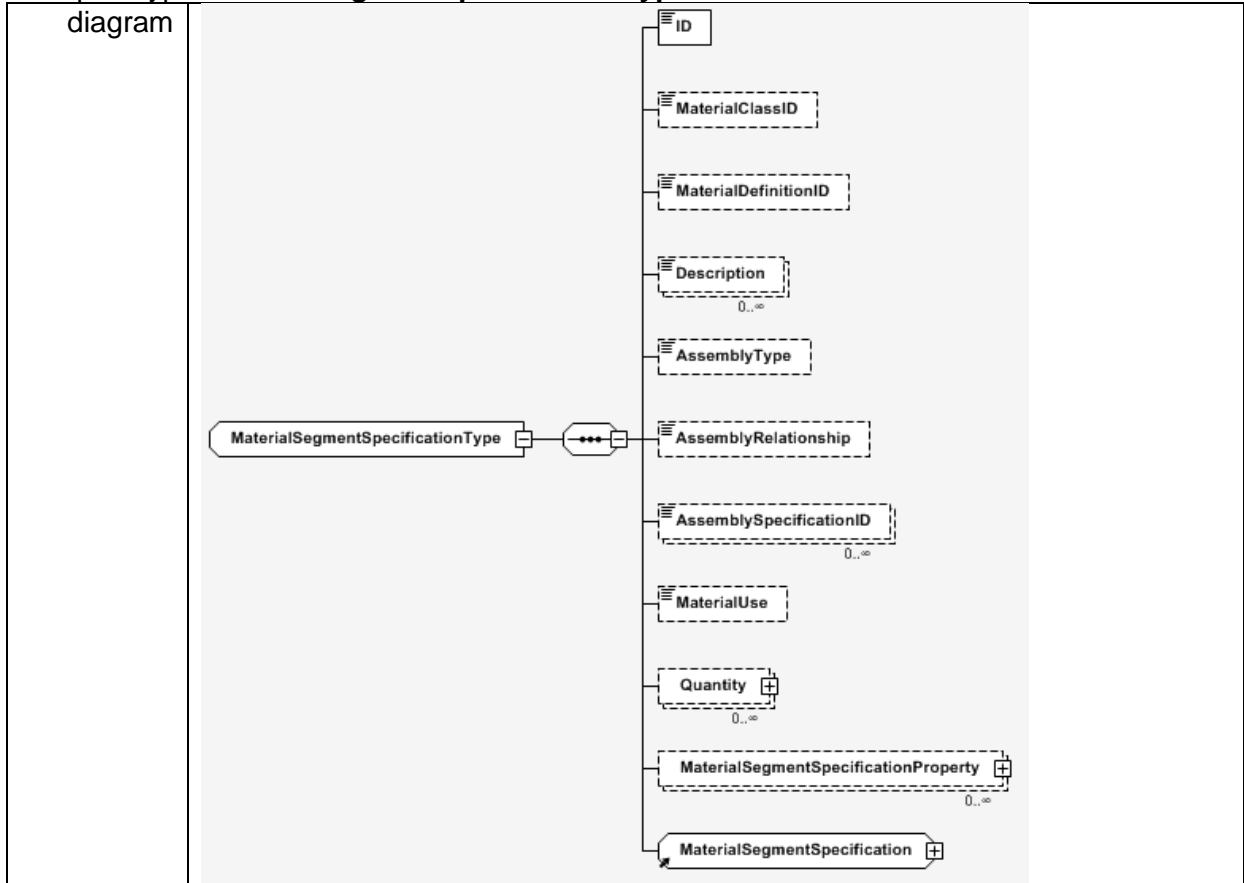 diagram
ID
MaterialClassID
MaterialDefinitionID
Description
0..∞
AssemblyType
MaterialSegmentSpecificationType
AssemblyRelationship
AssemblySpecificationID
0..∞
MaterialUse
Quantity
0..∞
MaterialSegmentSpecificationProperty
0..∞
MaterialSegmentSpecification